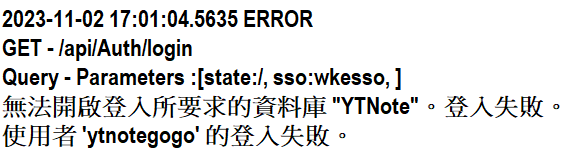 2023-11-02 17:01:04.5635 ERROR
GET - /api/Auth/login
Query - Parameters :[state:/, sso:wkesso, ]
無法開啟登入所要求的資料庫 "YTNote"。登入失敗。
使用者 'ytnotegogo' 的登入失敗。